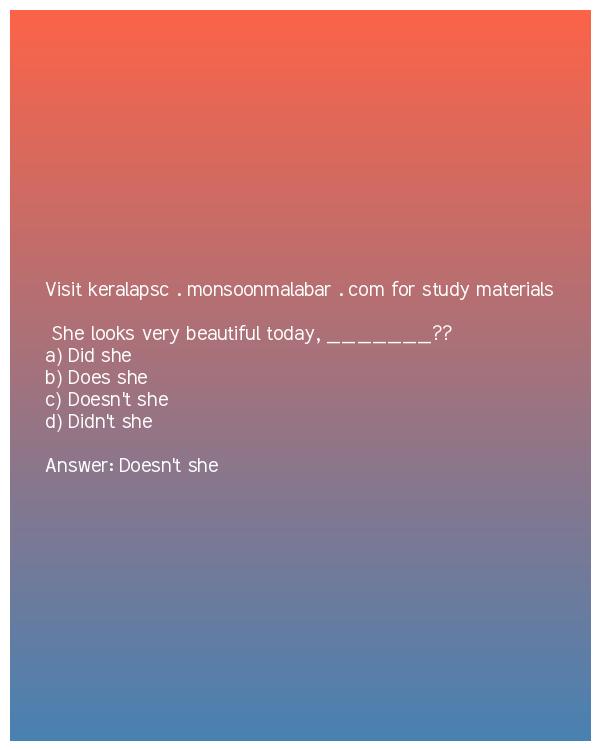 Visit keralapsc . monsoonmalabar . com for study materials
She looks very beautiful today, _______??
a) Did she
b) Does she
c) Doesn't she
d) Didn't she
Answer: Doesn't she